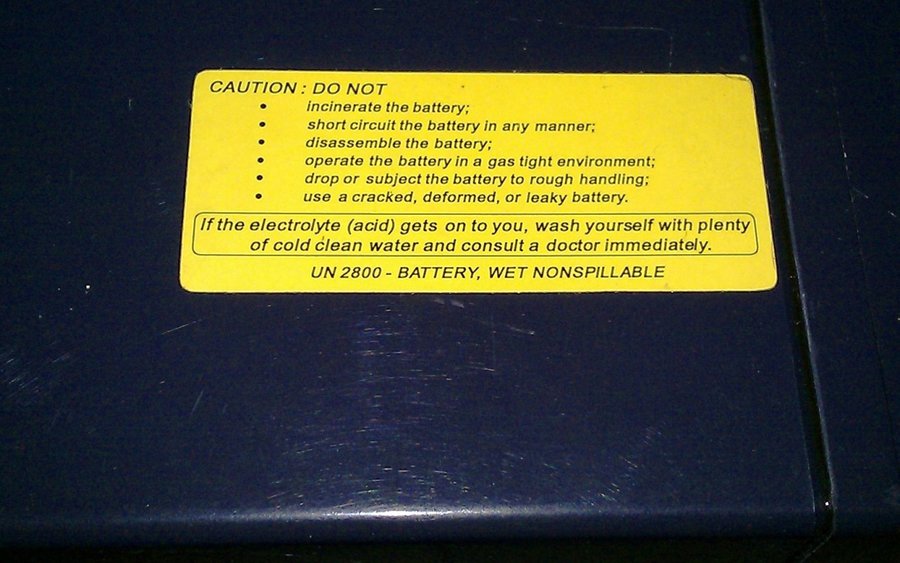 CAUTION : DO NOT
• incinerate the battery;
• short circuit the battery in any manner;
• disassemble the battery;
• operate the battery in a gas tight environment;
• drop or subject the battery to rough handling;
• use a cracked, deformed, or leaky battery.
If the electrolyte (acid) gets on to you, wash yourself with plenty
of cold clean water and consult a doctor immediately.
UN 2800 - BATTERY, WET NONSPILLABLE